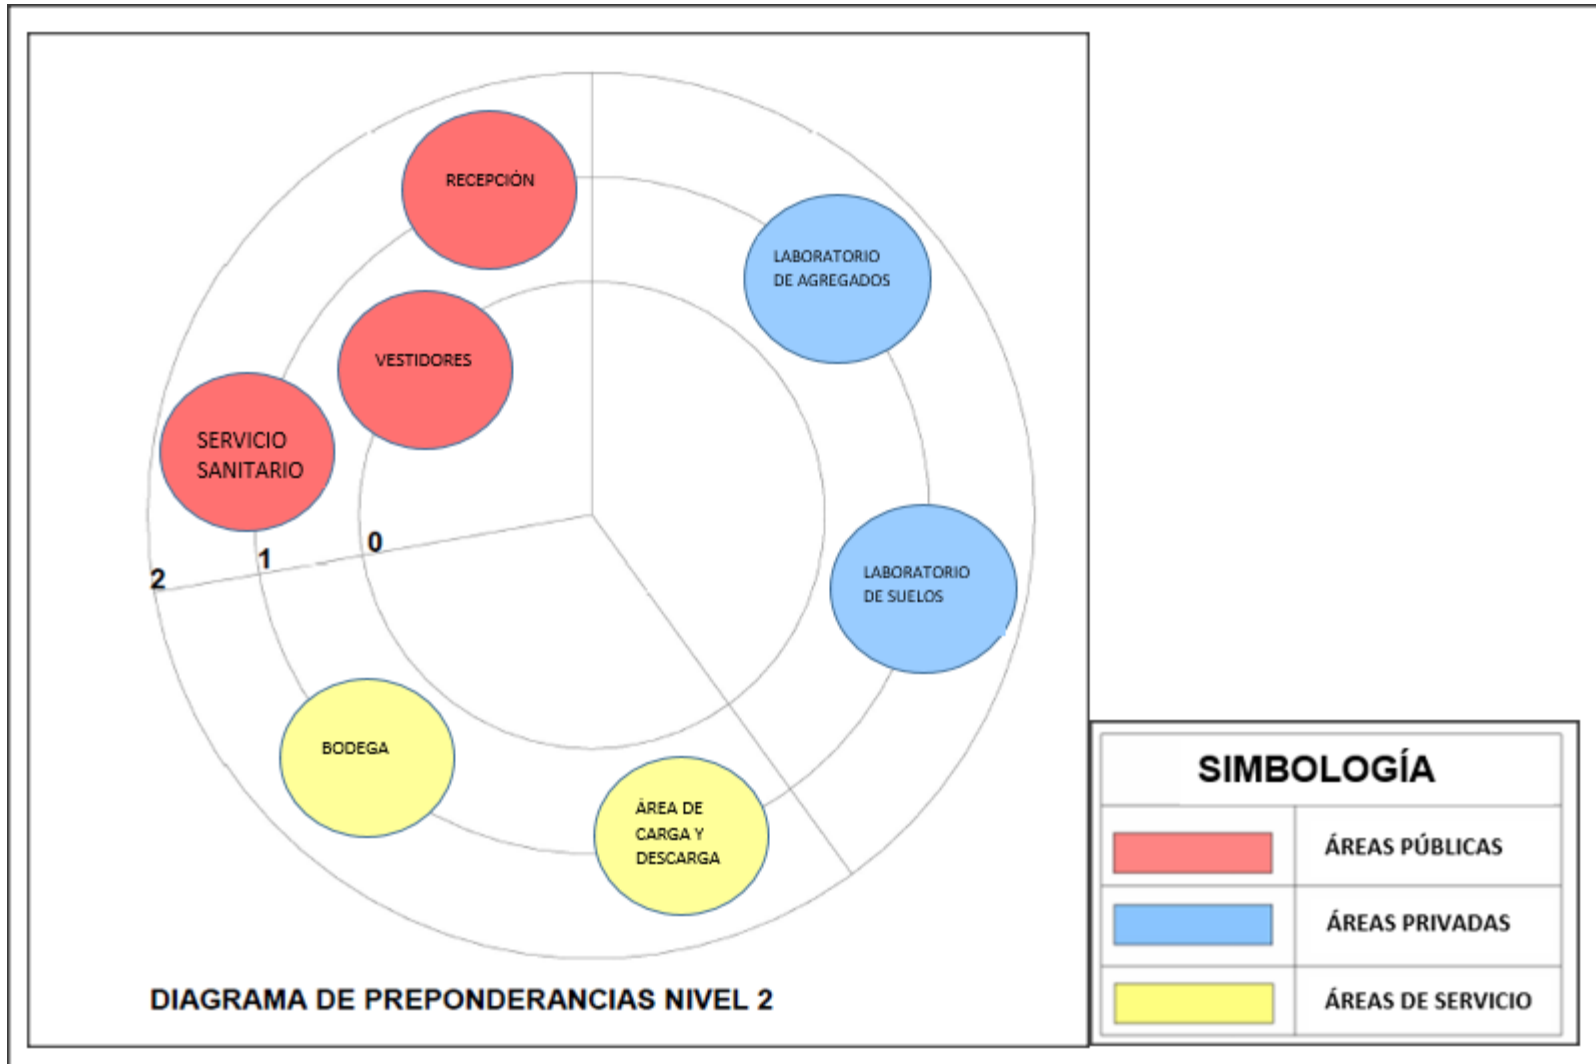 RECEPCIÓN
LABORATORIO
DE AGREGADOS
VESTIDORES
SERVICIO
SANITARIO
0
1
2
LABORATORIO
DE SUELOS
BODEGA
ÁREA DE
CARGA Y
DESCARGA
DIAGRAMA DE PREPONDERANCIAS NIVEL 2
SIMBOLOGÍA
ÁREAS PÚBLICAS
ÁREAS PRIVADAS
ÁREAS DE SERVICIO